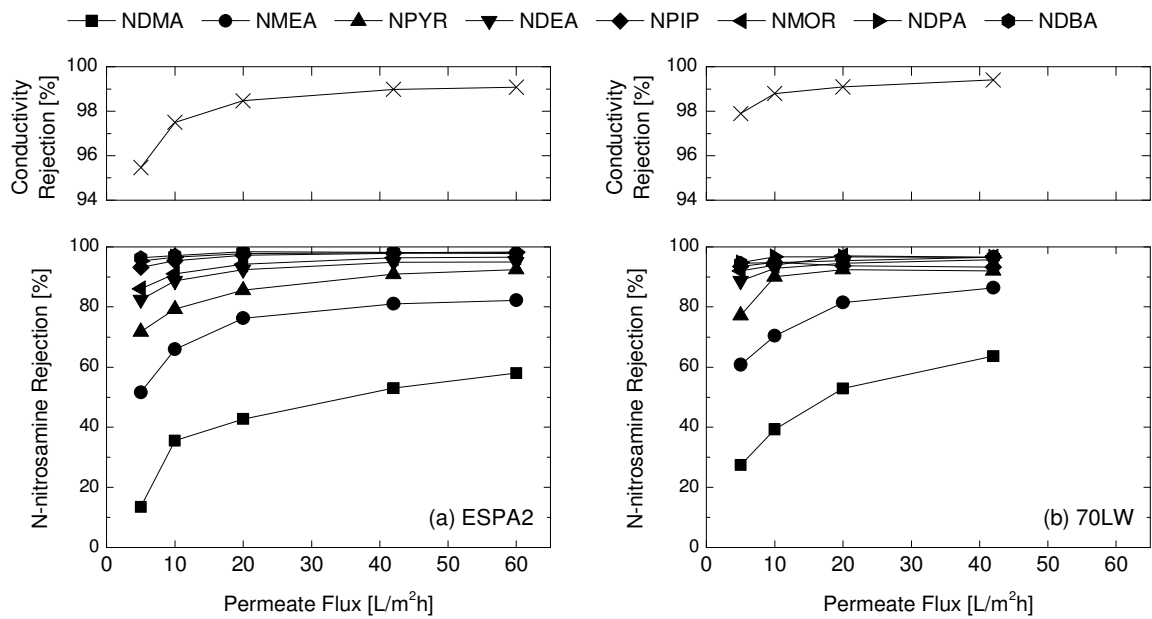 NDMA NMEA NPYR NDEA NPIP NMOR NDPA NDBA
Conductivity
Rejection [%]
100
98
96
94
Conductivity
Rejection [%]
100
98
96
94
N-nitrosamine Rejection [%]
100
80
60
40
20
0
(a) ESPA2
0 10 20 30 40 50 60
Permeate Flux [L/m²h]
N-nitrosamine Rejection [%]
100
80
60
40
20
0
(b) 70LW
0 10 20 30 40 50 60
Permeate Flux [L/m²h]